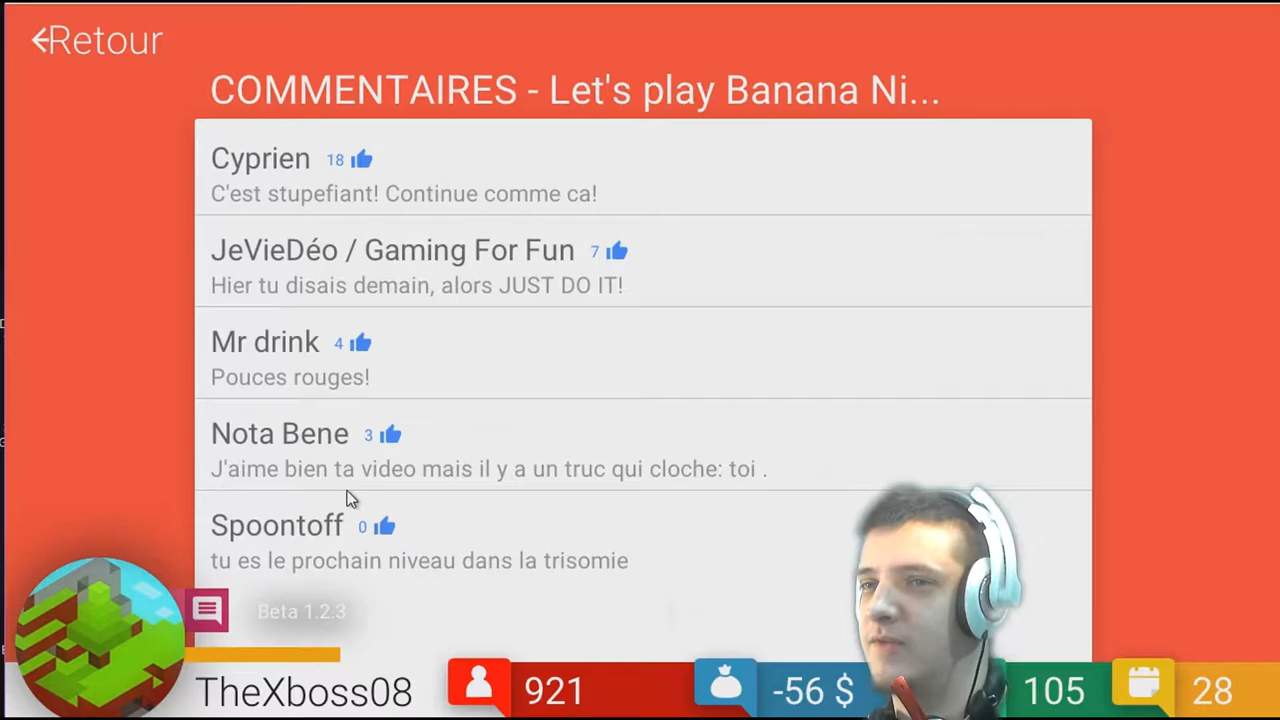 Retour
COMMENTAIRES - Let's play Banana Ni...
Cyprien 18
C'est stupefiant! Continue comme ca!
JeVieDéo / Gaming For Fun 7
Hier tu disais demain, alors JUST DO IT!
Mr drink 4
Pouces rouges!
Nota Bene 3
J'aime bien ta video mais il y a un truc qui cloche: toi .
Spoontoff 0
tu es le prochain niveau dans la trisomie
Beta 1.2.3
TheXboss08 921 -56 $ 105 28